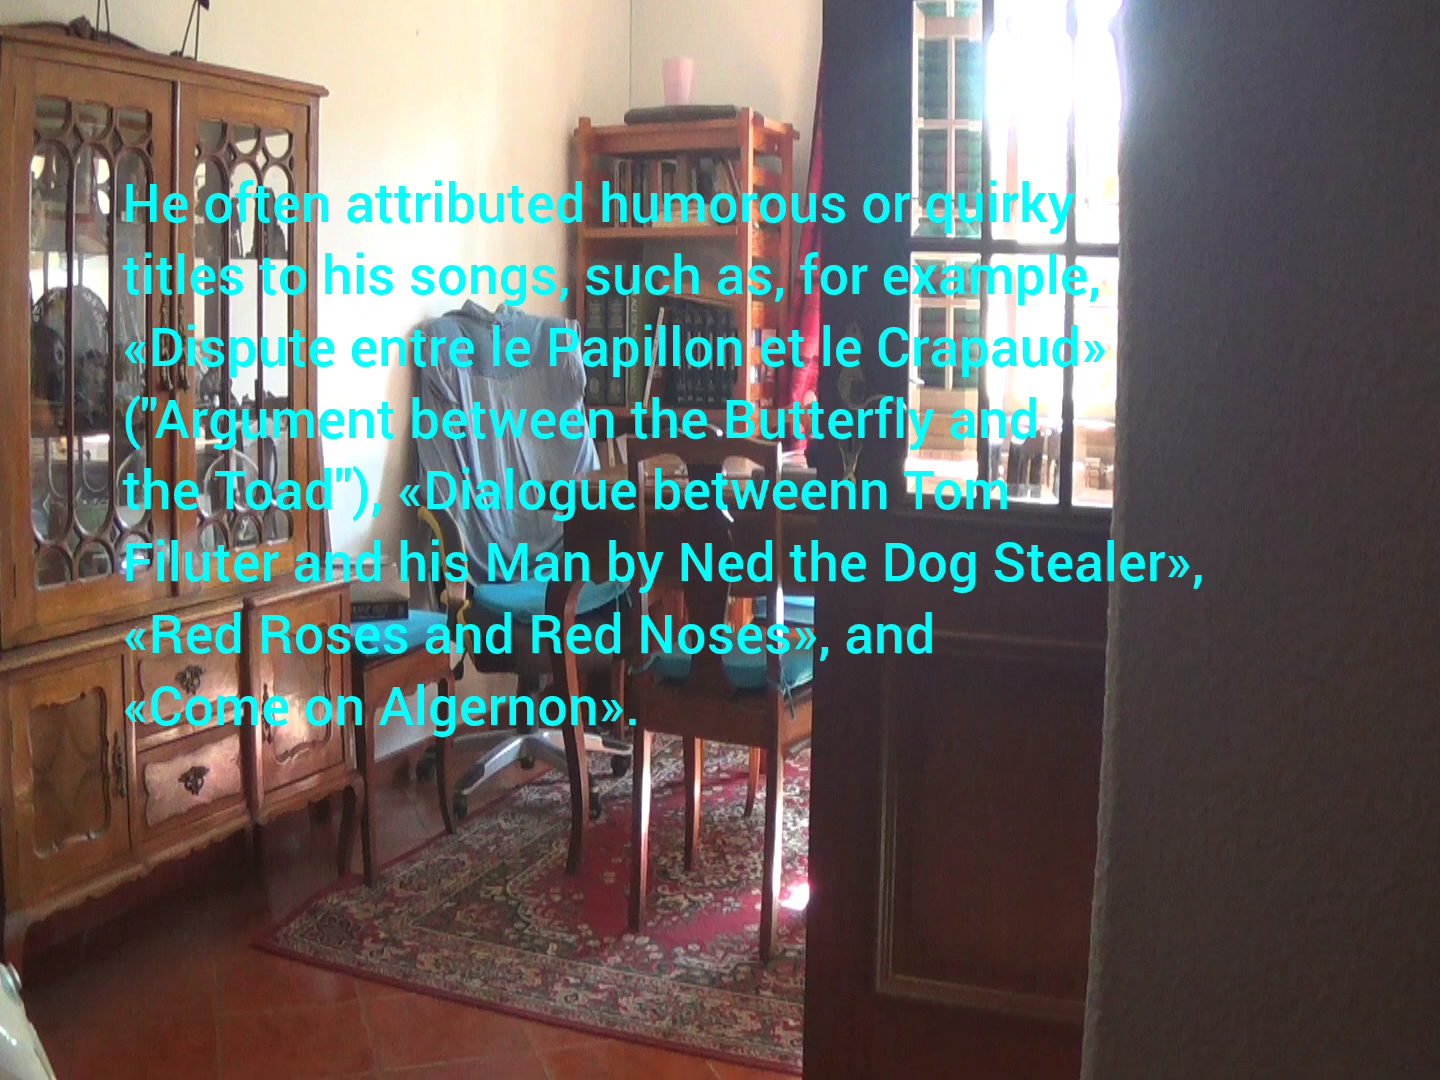 He often attributed humorous or quirky
titles to his songs, such as, for example,
«Dispute entre le Papillon et le Crapaud»
("Argument between the Butterfly and
the Toad"), «Dialogue betweenn Tom
Filuter and his Man by Ned the Dog Stealer»,
«Red Roses and Red Noses», and
«Come on Algernon».